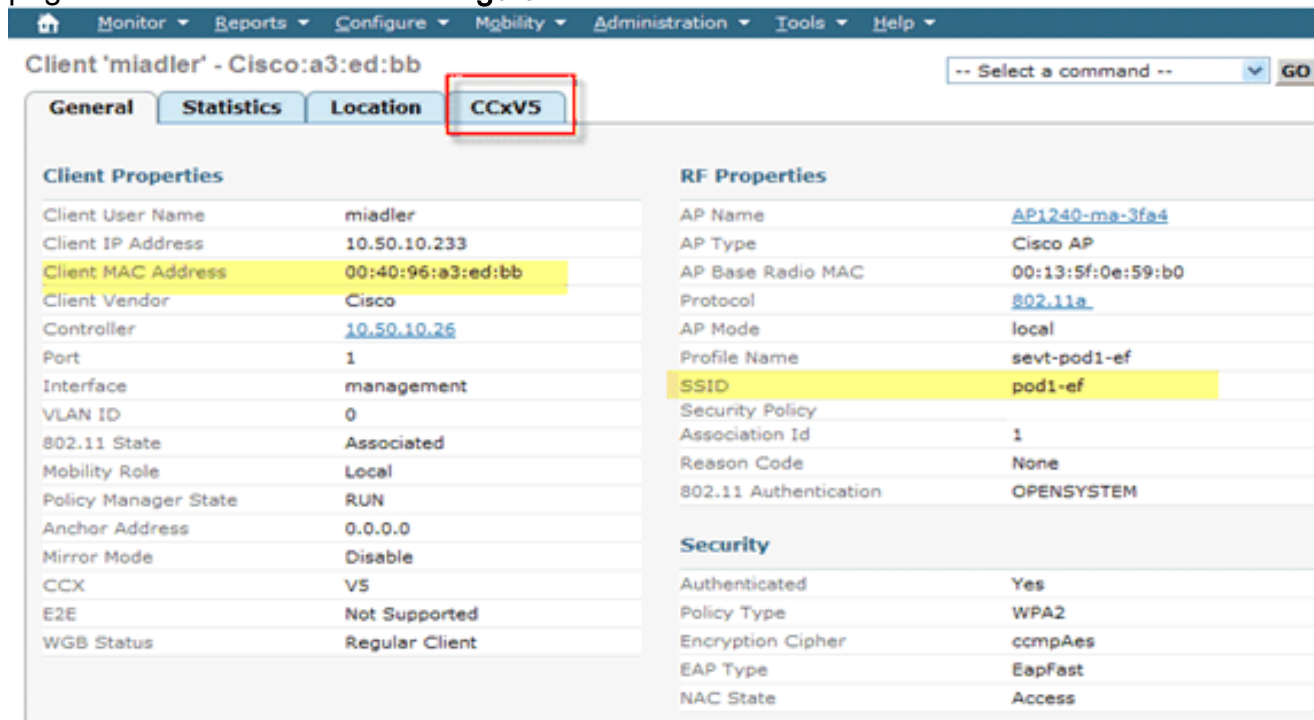 Monitor Reports Configure Mobility Administration Tools Help
Client 'miadler' - Cisco:a3:ed:bb
-- Select a command -- GO
General Statistics Location CCxV5
Client Properties
Client User Name miadler
Client IP Address 10.50.10.233
Client MAC Address 00:40:96:a3:ed:bb
Client Vendor Cisco
Controller 10.50.10.26
Port 1
Interface management
VLAN ID 0
802.11 State Associated
Mobility Role Local
Policy Manager State RUN
Anchor Address 0.0.0.0
Mirror Mode Disable
CCX V5
E2E Not Supported
WGB Status Regular Client
RF Properties
AP Name AP1240-ma-3fa4
AP Type Cisco AP
AP Base Radio MAC 00:13:5f:0e:59:b0
Protocol 802.11a
AP Mode local
Profile Name sevt-pod1-ef
SSID pod1-ef
Security Policy
Association Id 1
Reason Code None
802.11 Authentication OPENSYSTEM
Security
Authenticated Yes
Policy Type WPA2
Encryption Cipher ccmpAes
EAP Type EapFast
NAC State Access